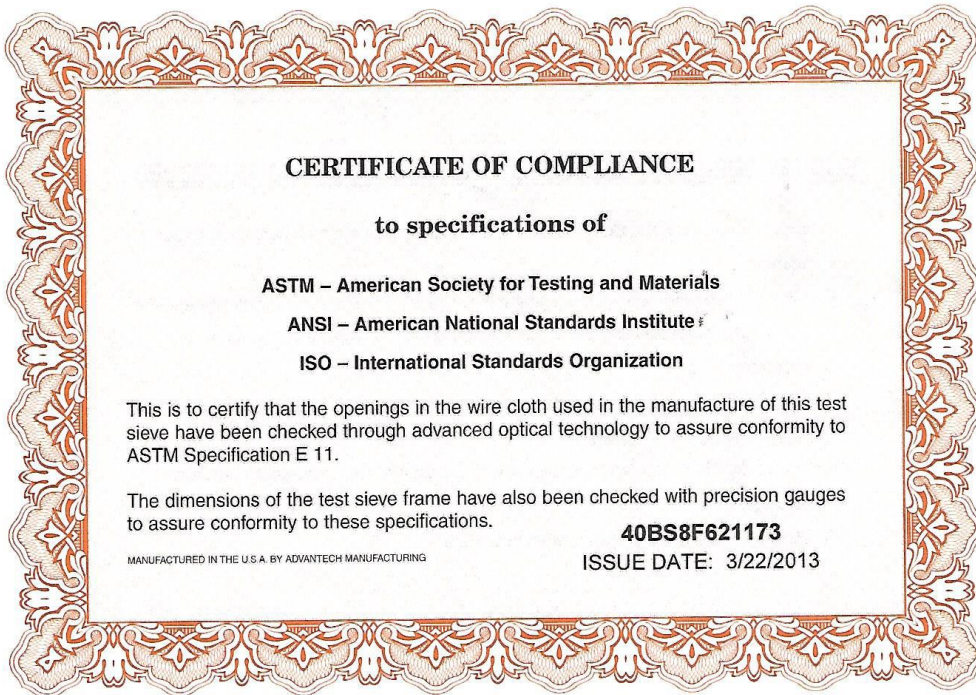 CERTIFICATE OF COMPLIANCE
to specifications of
ASTM – American Society for Testing and Materials
ANSI – American National Standards Institute
ISO – International Standards Organization
This is to certify that the openings in the wire cloth used in the manufacture of this test
sieve have been checked through advanced optical technology to assure conformity to
ASTM Specification E 11.
The dimensions of the test sieve frame have also been checked with precision gauges
to assure conformity to these specifications.
40BS8F621173
MANUFACTURED IN THE U.S.A. BY ADVANTECH MANUFACTURING
ISSUE DATE: 3/22/2013